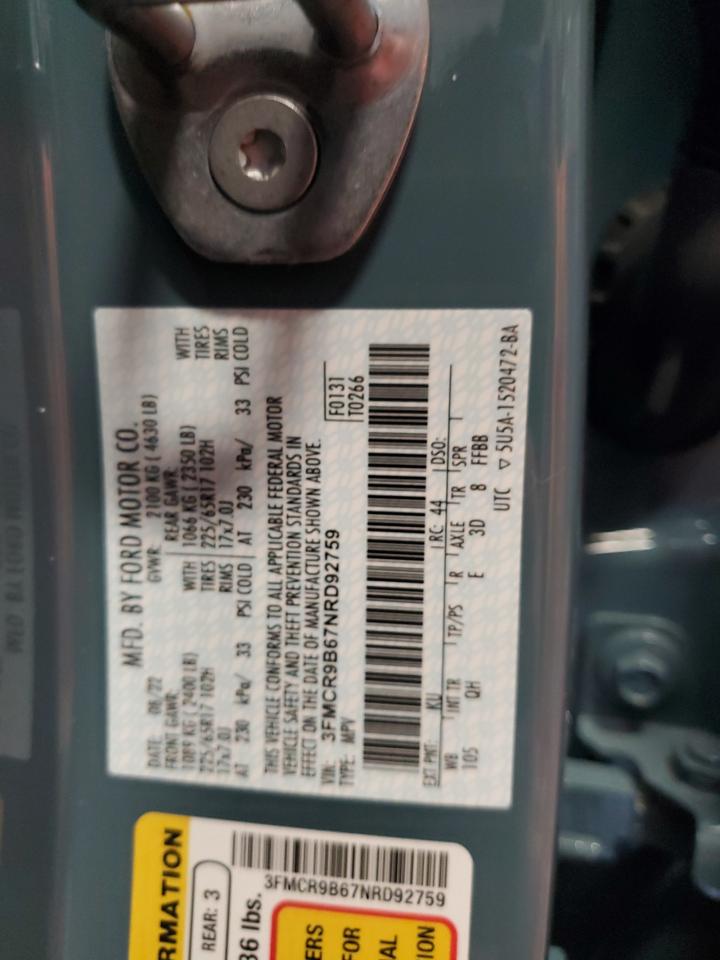 MFD. BY FORD MOTOR CO.
DATE: 06/22 GVWR: 2100 KG ( 4630 LB)
FRONT GAWR: REAR GAWR:
1089 KG ( 2400 LB) WITH 1066 KG ( 2350 LB) WITH
225/65R17 102H TIRES 225/65R17 102H TIRES
17x7.0J RIMS 17x7.0J RIMS
AT 230 kPa/ 33 PSI COLD AT 230 kPa/ 33 PSI COLD
THIS VEHICLE CONFORMS TO ALL APPLICABLE FEDERAL MOTOR
VEHICLE SAFETY AND THEFT PREVENTION STANDARDS IN
EFFECT ON THE DATE OF MANUFACTURE SHOWN ABOVE.
VIN: 3FMCR9B67NRD92759 F0131
TYPE: MPV T0266
EXT PNT: KU RC: 44 DSO:
WB INT TR TP/PS R AXLE TR SPR
105 QH E 3D 8 FFBB
UTC ▽ 5U5A-1520472-BA
RMATION
REAR: 3
36 lbs.
3FMCR9B67NRD92759
ERS
FOR
AL
ION